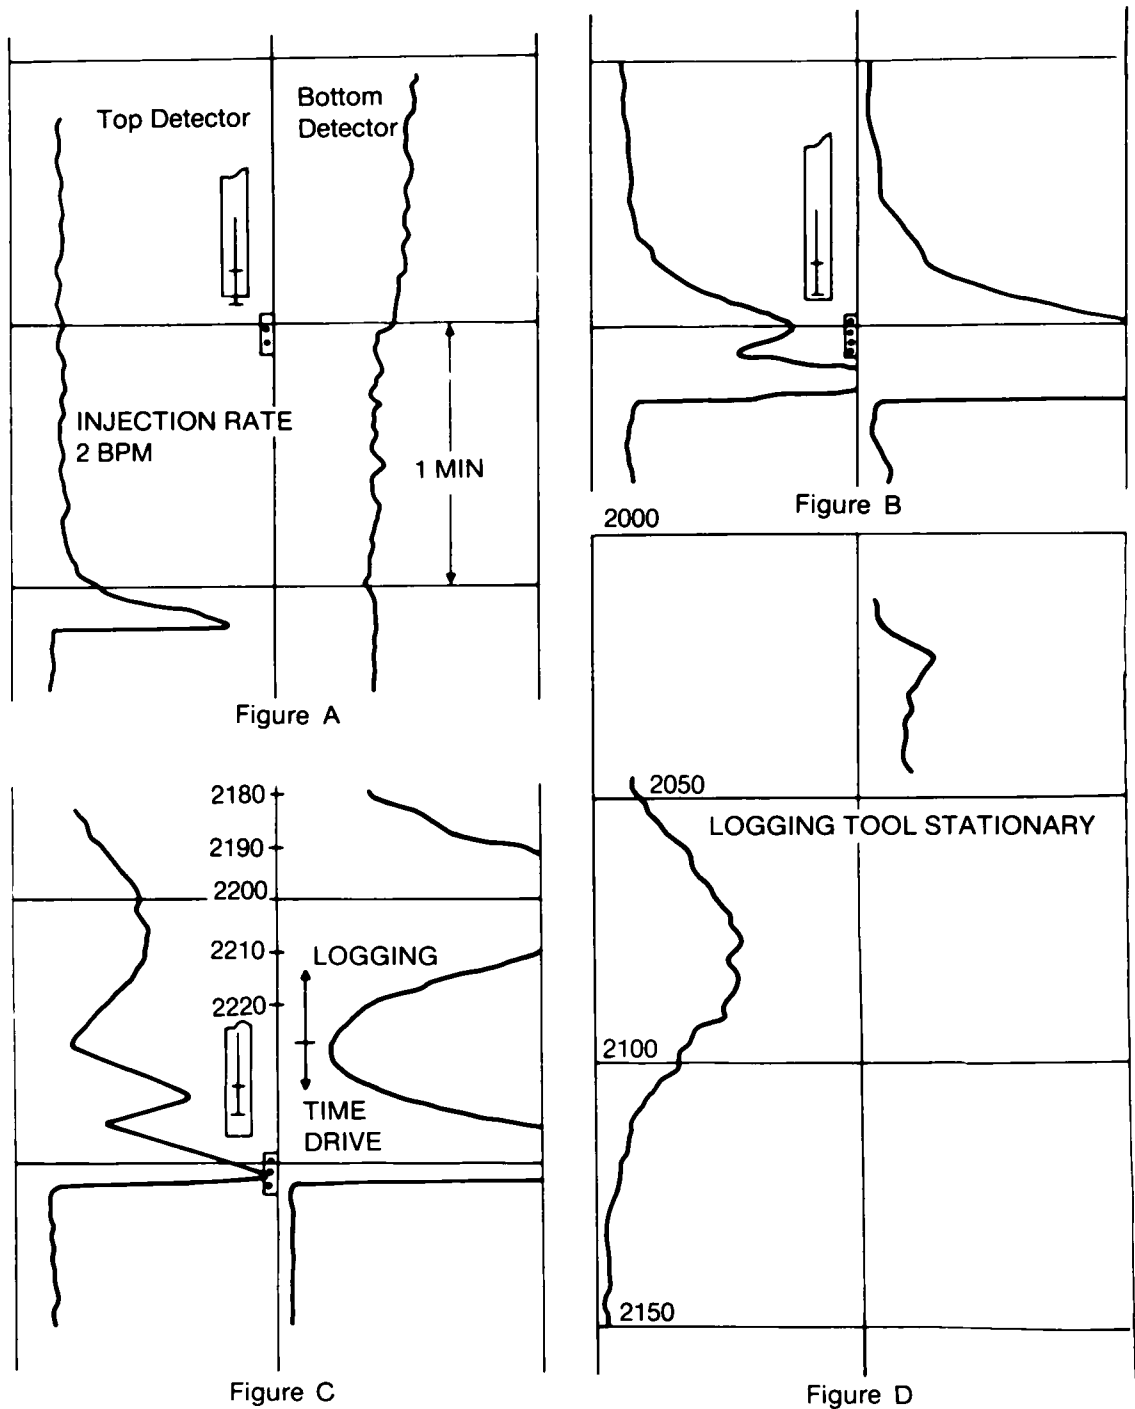 Top Detector
Bottom
Detector
INJECTION RATE
2 BPM
1 MIN
Figure A
Figure B
2180
2190
2200
2210
2220
LOGGING
TIME
DRIVE
Figure C
2000
2050
LOGGING TOOL STATIONARY
2100
2150
Figure D